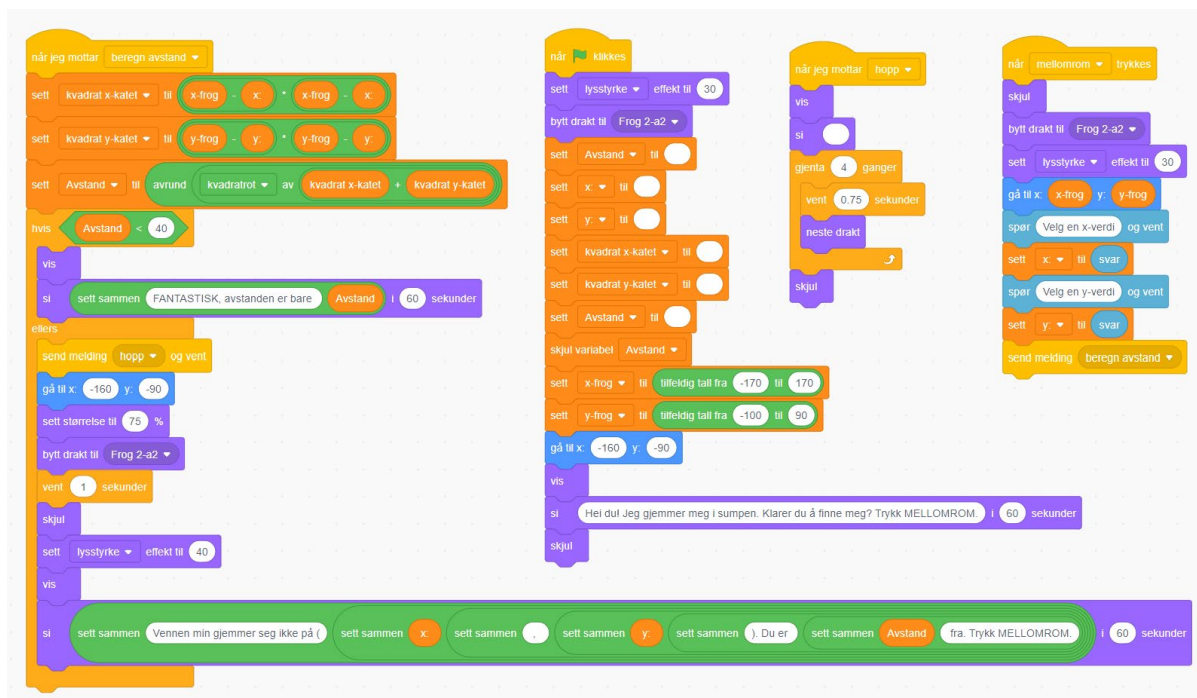 når jeg mottar beregn avstand
sett kvadrat x-katet til x-frog - x: * x-frog - x:
sett kvadrat y-katet til y-frog - y: * y-frog - y:
sett Avstand til avrund kvadratrot av kvadrat x-katet + kvadrat y-katet
hvis Avstand < 40
vis
si sett sammen FANTASTISK, avstanden er bare Avstand i 60 sekunder
ellers
send melding hopp og vent
gå til x: -160 y: -90
sett størrelse til 75 %
bytt drakt til Frog 2-a2
vent 1 sekunder
skjul
sett lysstyrke effekt til 40
vis
si sett sammen Vennen min gjemmer seg ikke på ( sett sammen x: sett sammen , sett sammen y: sett sammen ). Du er sett sammen Avstand fra. Trykk MELLOMROM. i 60 sekunder
når klikkes
sett lysstyrke effekt til 30
bytt drakt til Frog 2-a2
sett Avstand til
sett x: til
sett y: til
sett kvadrat x-katet til
sett kvadrat y-katet til
sett Avstand til
skjul variabel Avstand
sett x-frog til tilfeldig tall fra -170 til 170
sett y-frog til tilfeldig tall fra -100 til 90
gå til x: -160 y: -90
vis
si Hei du! Jeg gjemmer meg i sumpen. Klarer du å finne meg? Trykk MELLOMROM. i 60 sekunder
skjul
når jeg mottar hopp
vis
si
gjenta 4 ganger
vent 0.75 sekunder
neste drakt
skjul
når mellomrom trykkes
skjul
bytt drakt til Frog 2-a2
sett lysstyrke effekt til 30
gå til x: x-frog y: y-frog
spør Velg en x-verdi og vent
sett x: til svar
spør Velg en y-verdi og vent
sett y: til svar
send melding beregn avstand